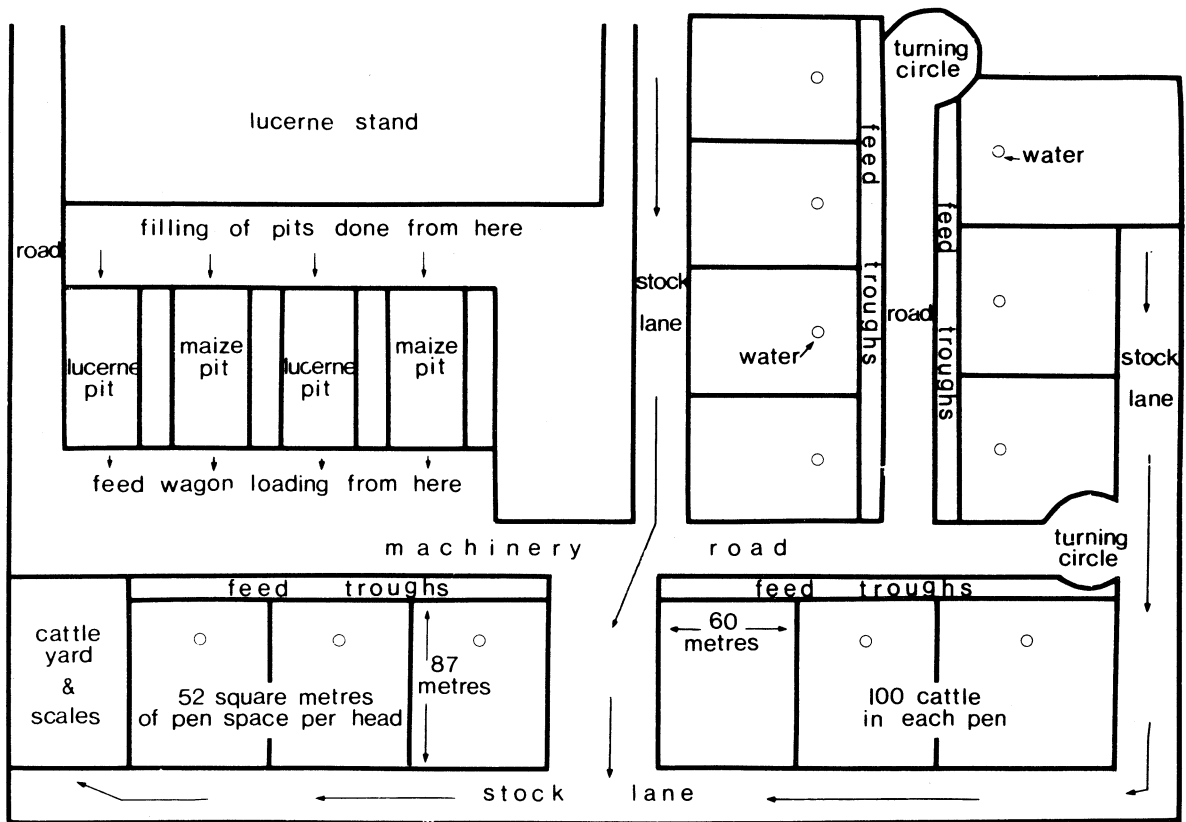 turning
circle
lucerne stand
water
filling of pits done from here
road
feed troughs
feed troughs
stock
lane
road
water
stock
lane
lucerne
pit
maize
pit
lucerne
pit
maize
pit
feed wagon loading from here
machinery road
turning
circle
feed troughs
feed troughs
cattle
yard
&
scales
52 square metres
of pen space per head
87
metres
60
metres
100 cattle
in each pen
stock lane